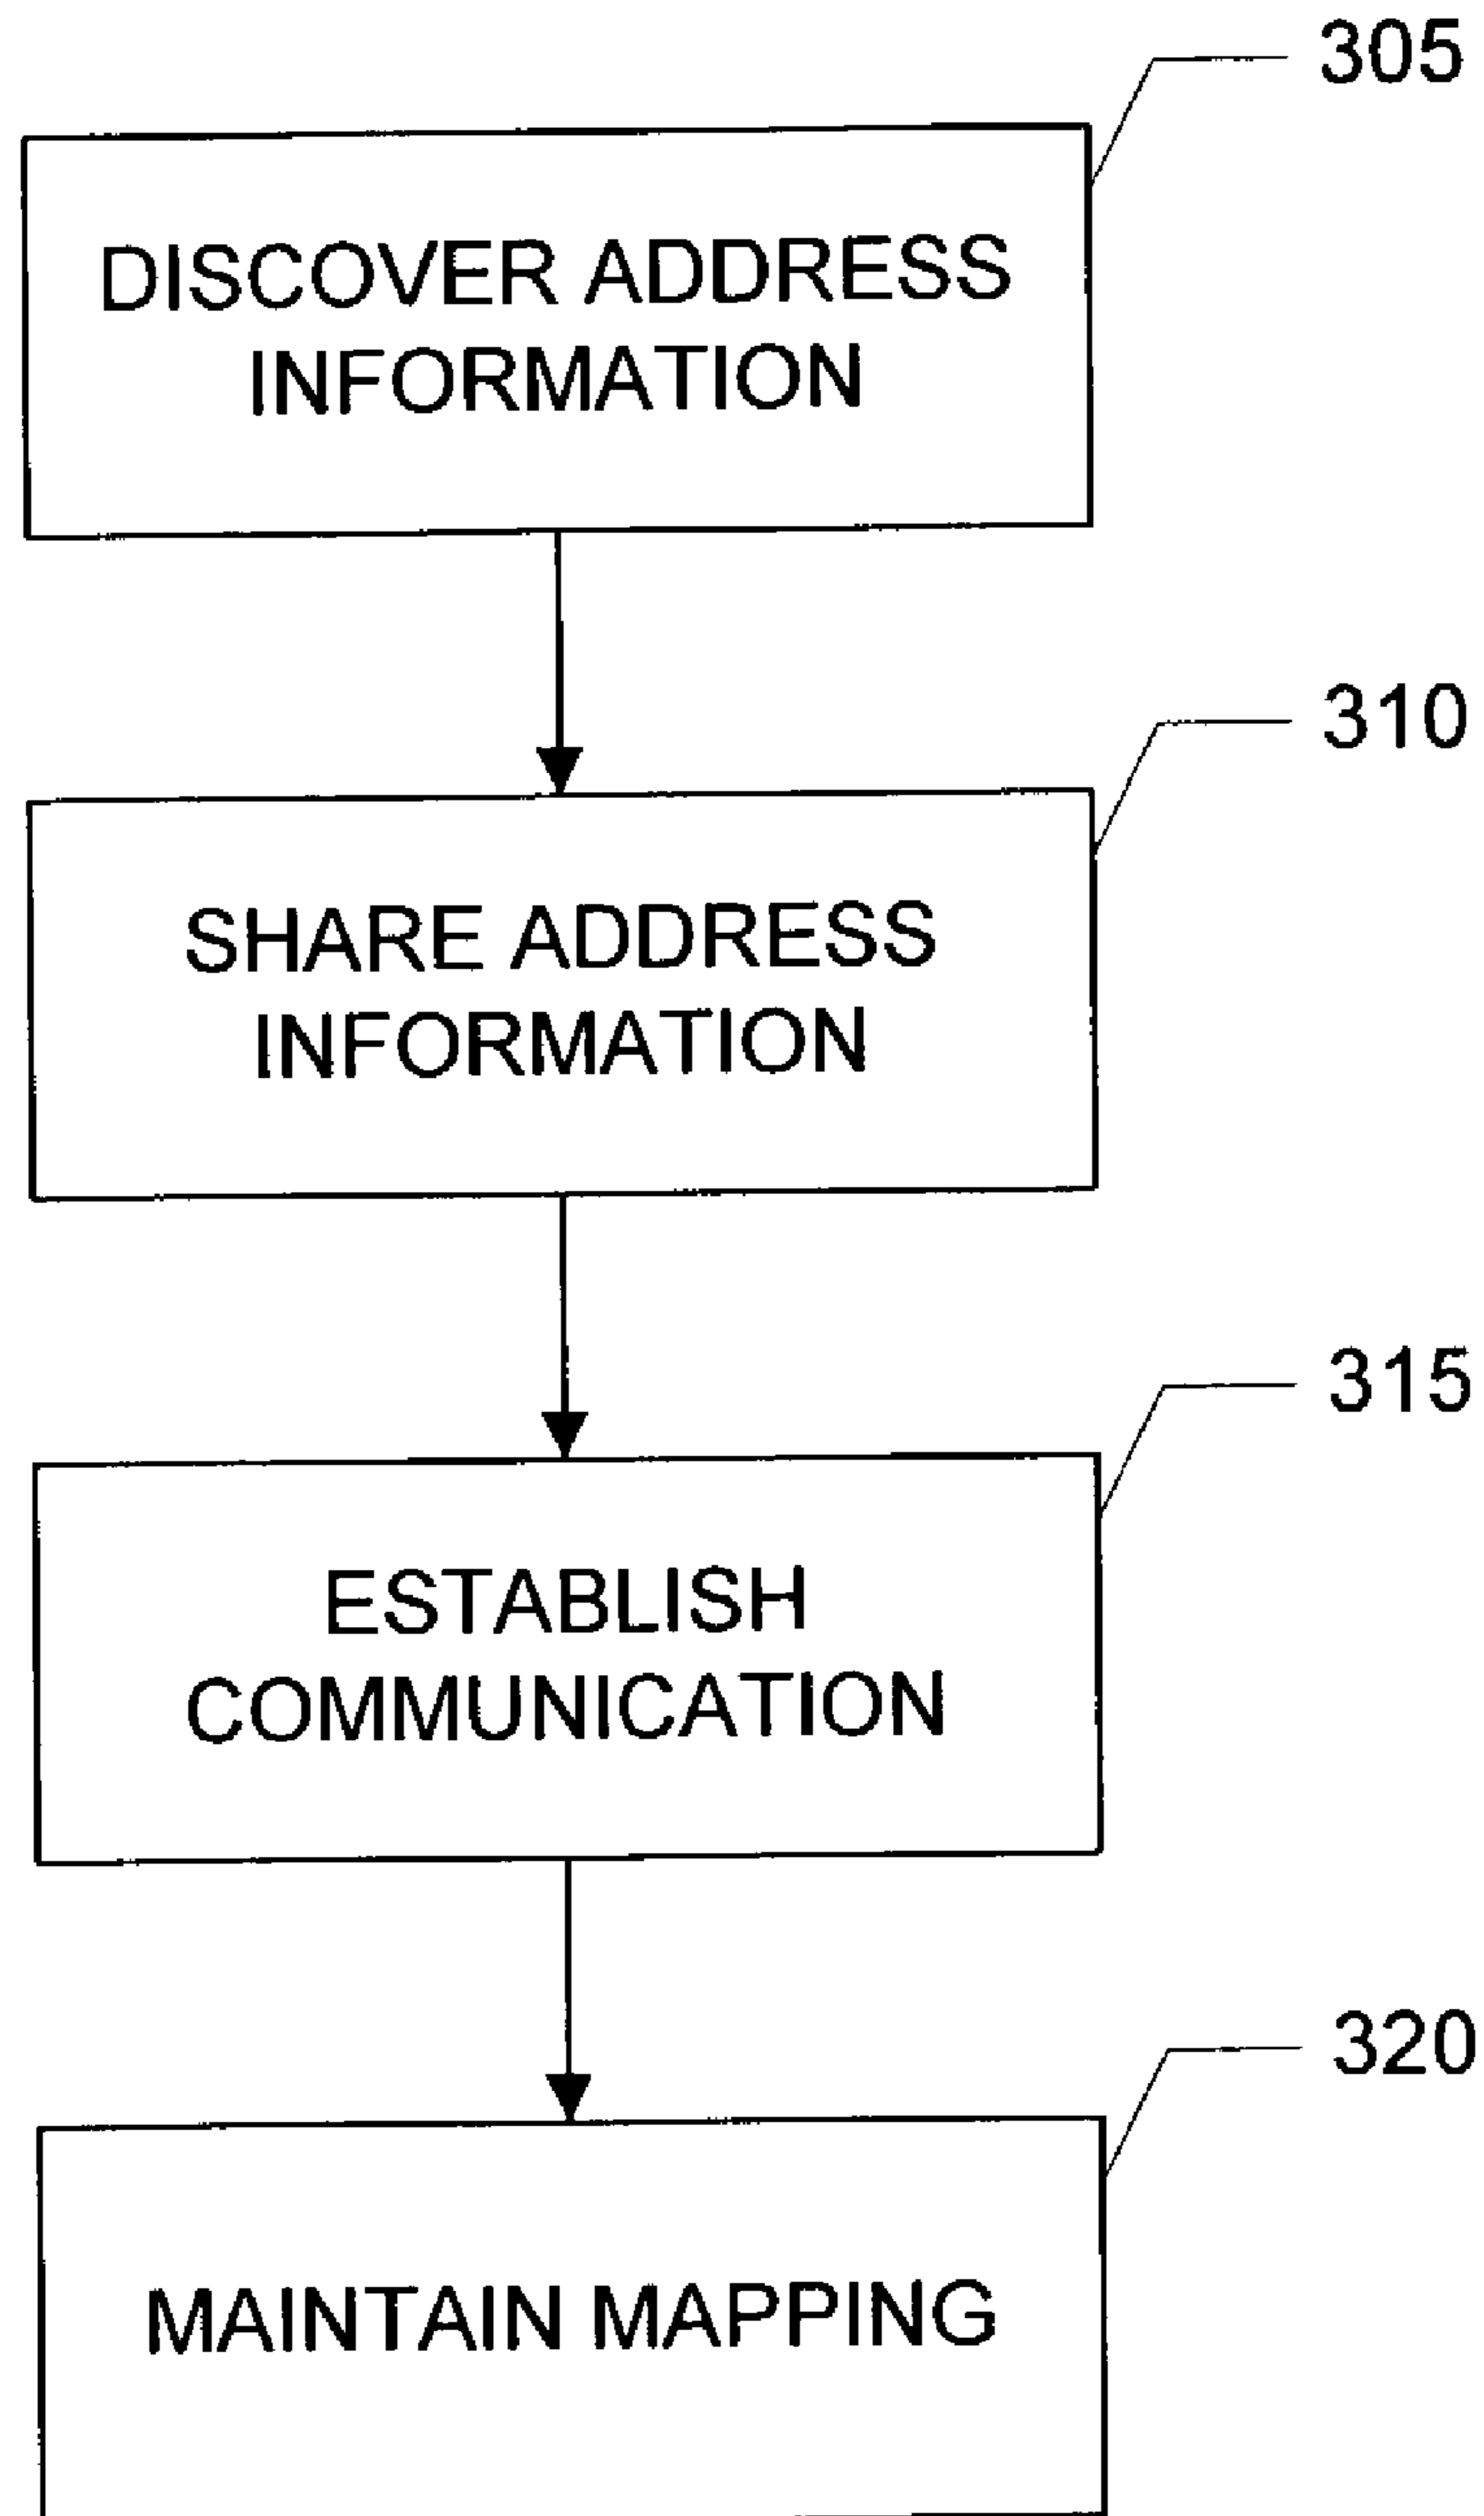 305
DISCOVER ADDRESS
INFORMATION
310
SHARE ADDRESS
INFORMATION
315
ESTABLISH
COMMUNICATION
320
MAINTAIN MAPPING